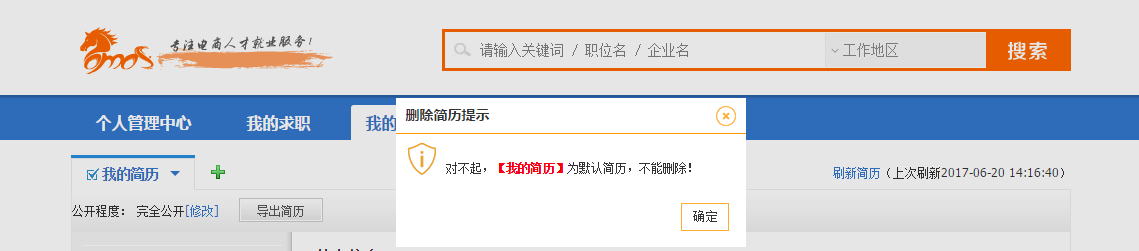 专注电商人才就业服务！
请输入关键词 / 职位名 / 企业名
工作地区
搜索
个人管理中心
我的求职
我的
删除简历提示
对不起，【我的简历】为默认简历，不能删除！
确定
我的简历
刷新简历（上次刷新2017-06-20 14:16:40）
公开程度： 完全公开[修改]
导出简历